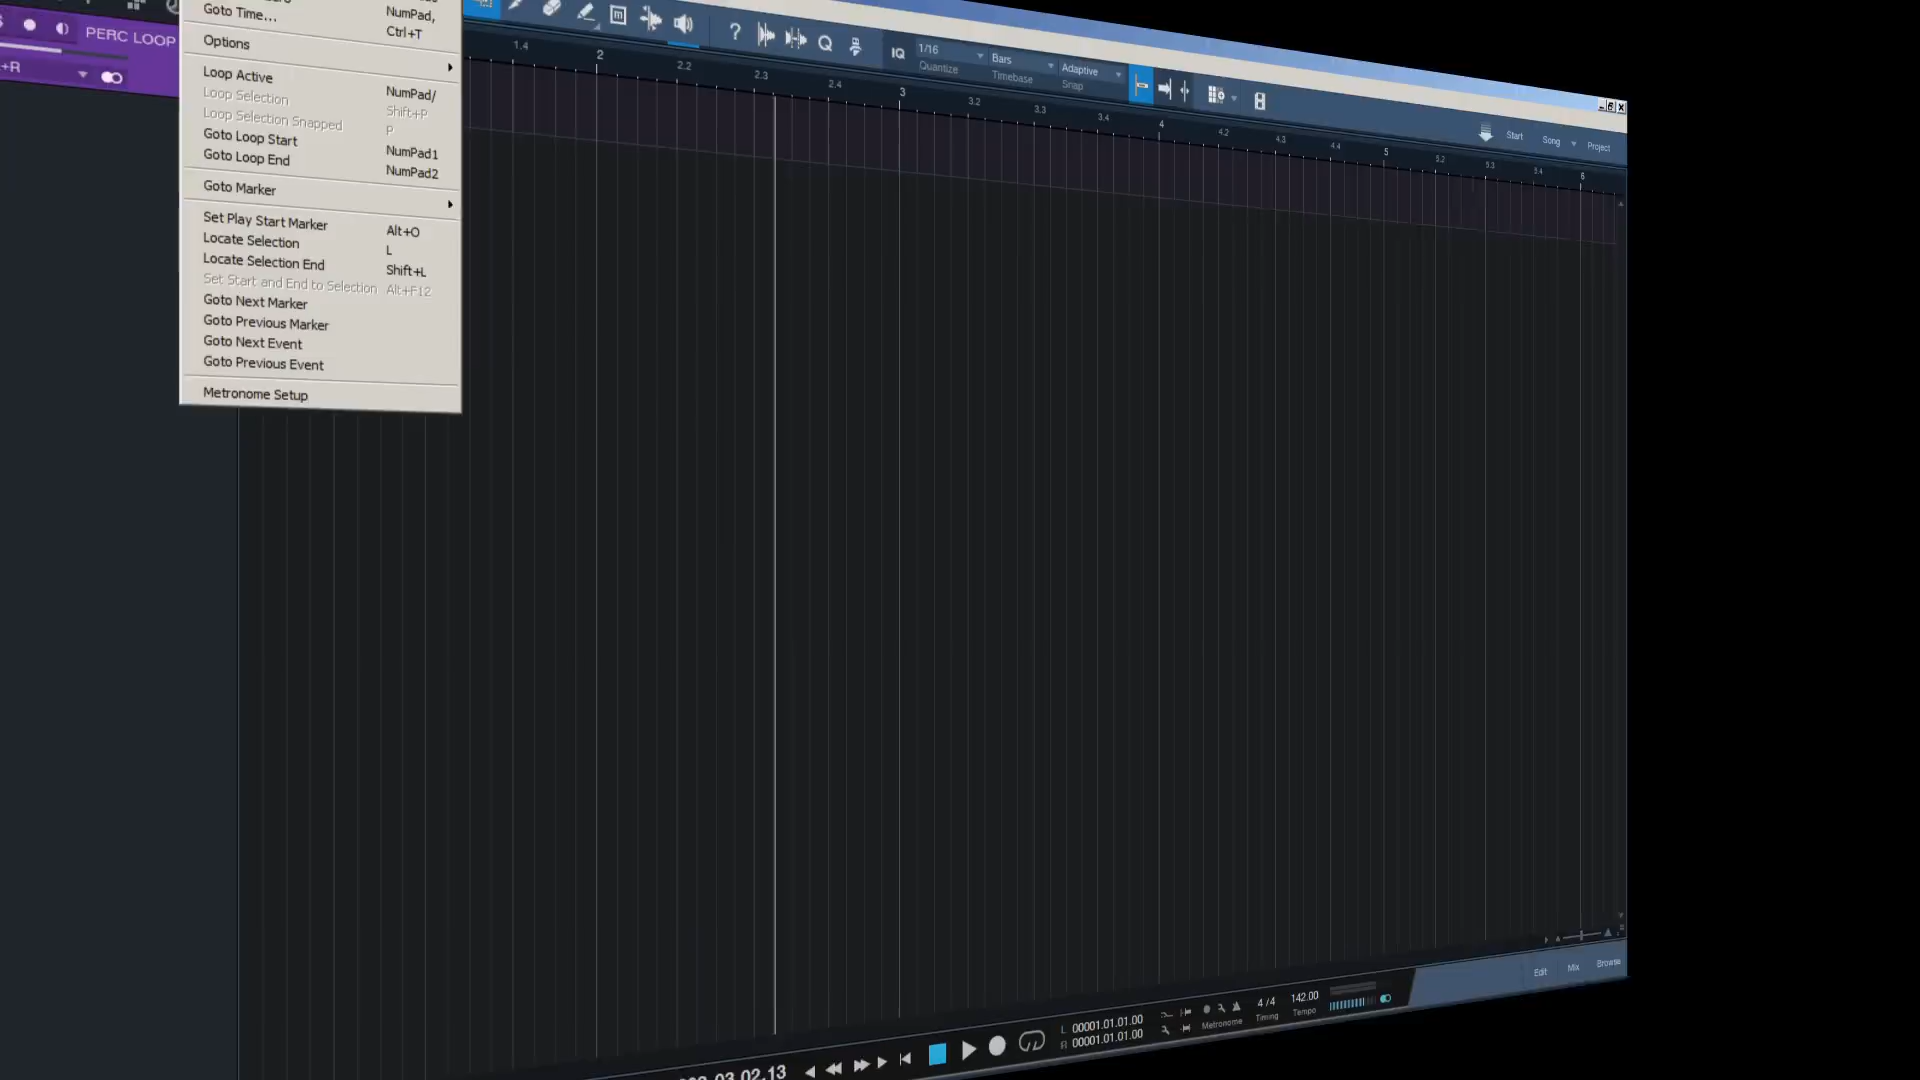 Goto Time... NumPad,
Ctrl+T
Options
Loop Active NumPad/
Loop Selection Shift+P
Loop Selection Snapped P
Goto Loop Start NumPad1
Goto Loop End NumPad2
Goto Marker
Set Play Start Marker Alt+O
Locate Selection L
Locate Selection End Shift+L
Set Start and End to Selection Alt+F12
Goto Next Marker
Goto Previous Marker
Goto Next Event
Goto Previous Event
Metronome Setup
PERC LOOP
+R
?
Q
IQ
1/16
Quantize
Bars
Timebase
Adaptive
Snap
Start Song Project
1.4 2 2.2 2.3 2.4 3 3.2 3.3 3.4 4 4.2 4.3 4.4 5 5.2 5.3 5.4 6
Edit Mix Browse
03.02.13
L 00001.01.01.00
R 00001.01.01.00
Metronome
4/4
Timing
142.00
Tempo